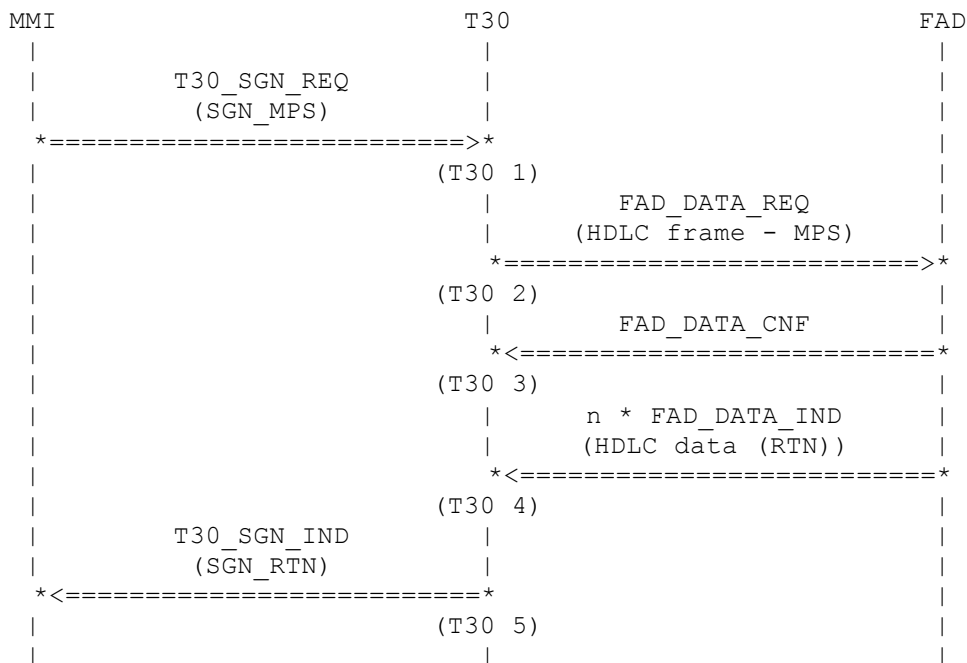 MMI T30 FAD
| | |
| T30_SGN_REQ | |
| (SGN_MPS) | |
*==========================>* |
| (T30 1) |
| | FAD_DATA_REQ |
| | (HDLC frame - MPS) |
| *==========================>*
| (T30 2) |
| | FAD_DATA_CNF |
| *<==========================*
| (T30 3) |
| | n * FAD_DATA_IND |
| | (HDLC data (RTN)) |
| *<==========================*
| (T30 4) |
| T30_SGN_IND | |
| (SGN_RTN) | |
*<==========================* |
| (T30 5) |
| | |